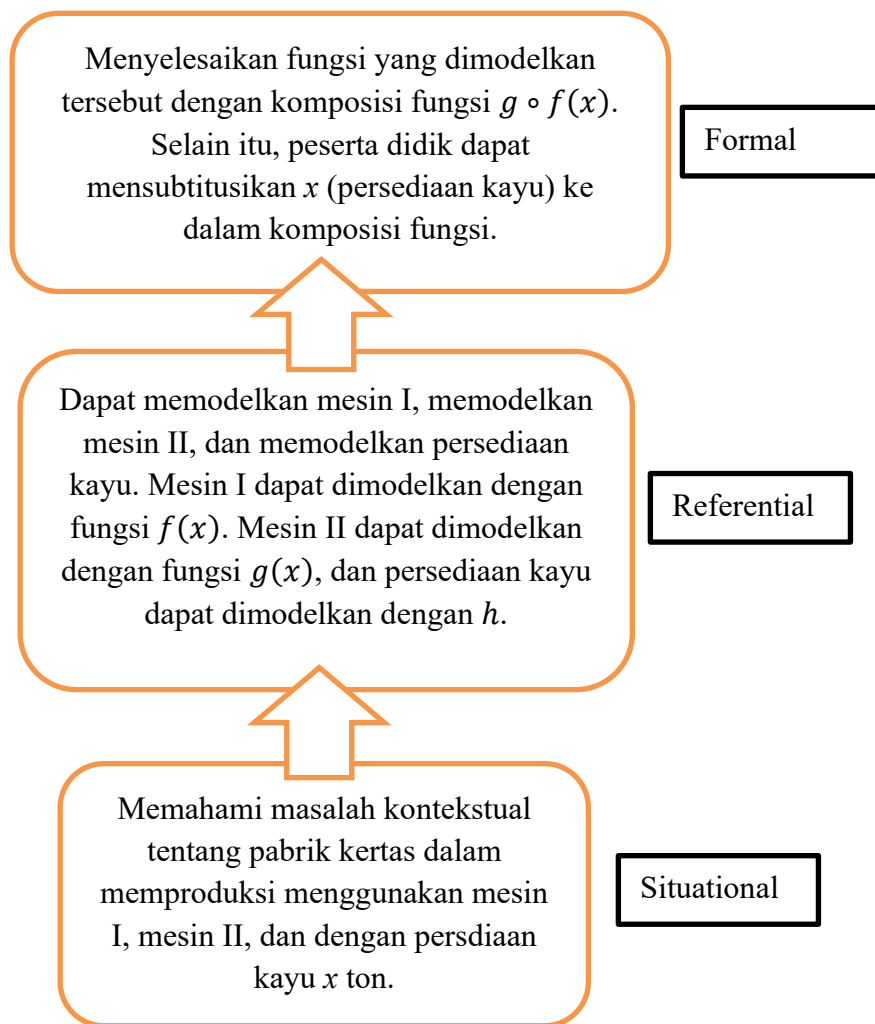 Menyelesaikan fungsi yang dimodelkan
tersebut dengan komposisi fungsi g ∘ f(x).
Selain itu, peserta didik dapat
mensubtitusikan x (persediaan kayu) ke
dalam komposisi fungsi.
Formal
Dapat memodelkan mesin I, memodelkan
mesin II, dan memodelkan persediaan
kayu. Mesin I dapat dimodelkan dengan
fungsi f(x). Mesin II dapat dimodelkan
dengan fungsi g(x), dan persediaan kayu
dapat dimodelkan dengan h.
Referential
Memahami masalah kontekstual
tentang pabrik kertas dalam
memproduksi menggunakan mesin
I, mesin II, dan dengan persdiaan
kayu x ton.
Situational